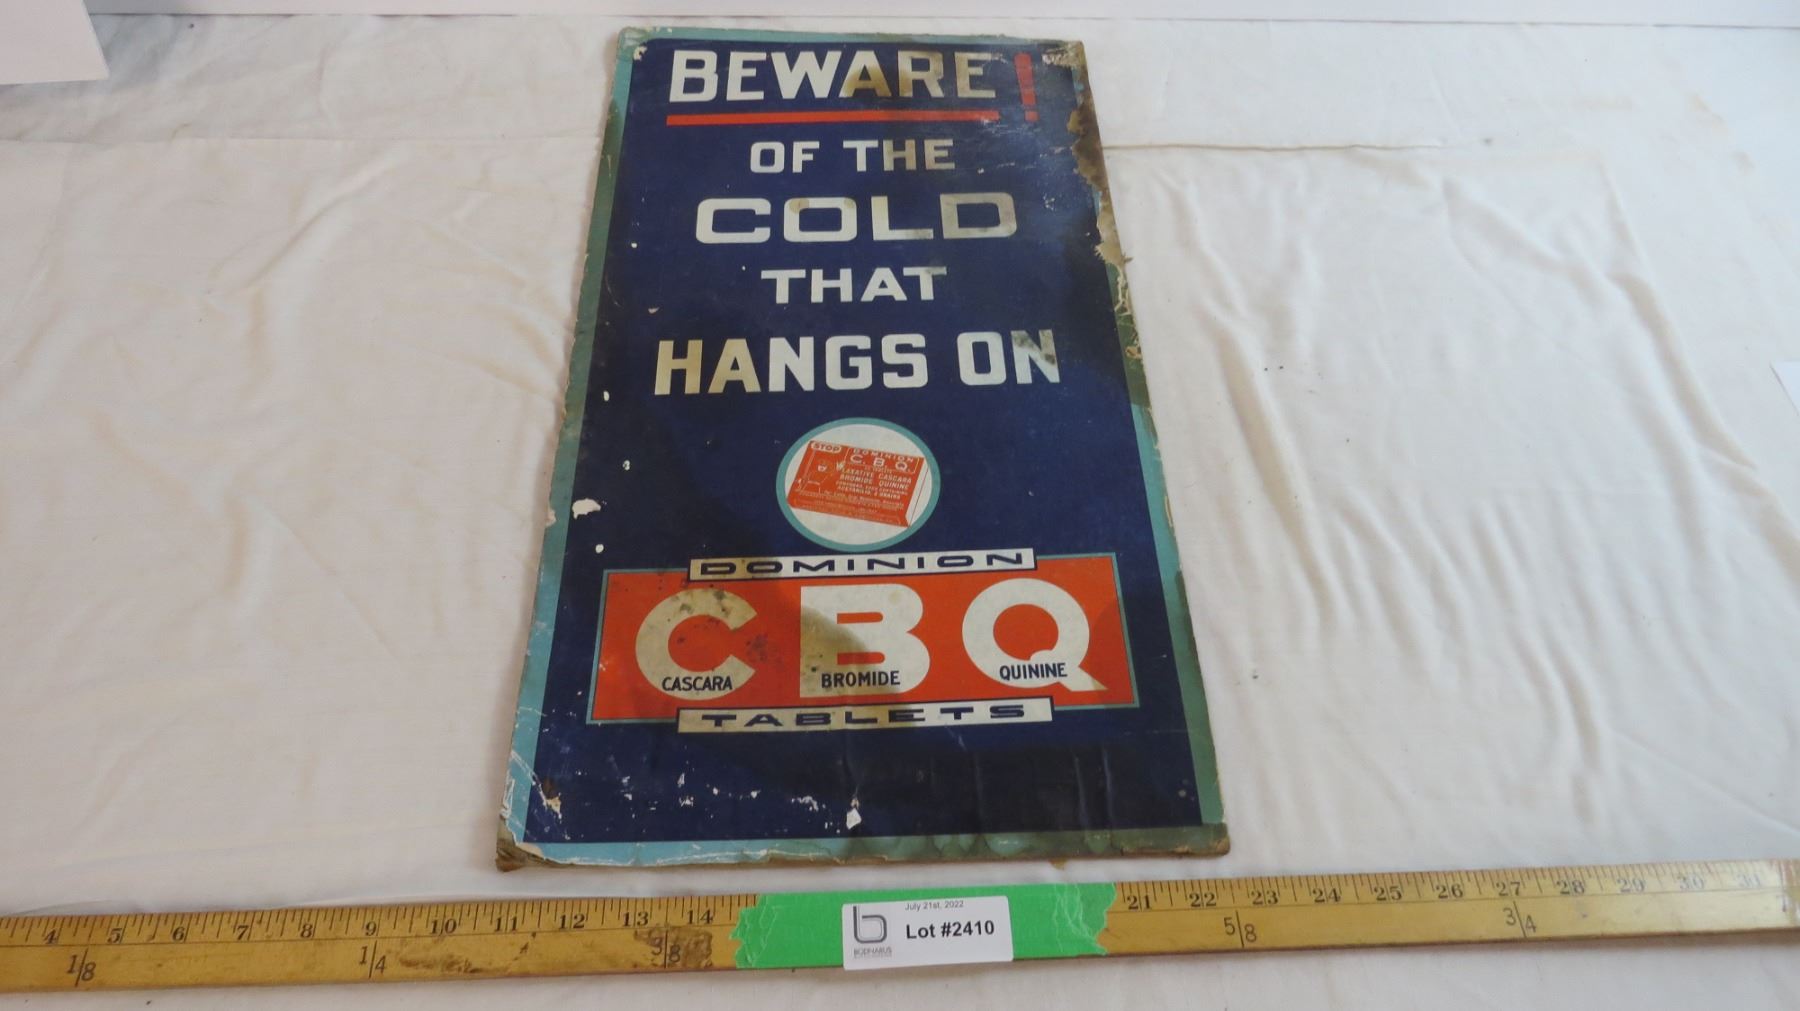 BEWARE!
OF THE
COLD
THAT
HANGS ON
STOP
DOMINION
C.B.Q.
LAXATIVE CASCARA
BROMIDE QUININE
DOMINION
C B Q
CASCARA BROMIDE QUININE
TABLETS
4 5 6 7 8 9 10 11 12 13 14 21 22 23 24 25 26 27 28 29 30 31
1/8 1/4 3/8 5/8 3/4
July 21st, 2022
Lot #2410
BODNARUS